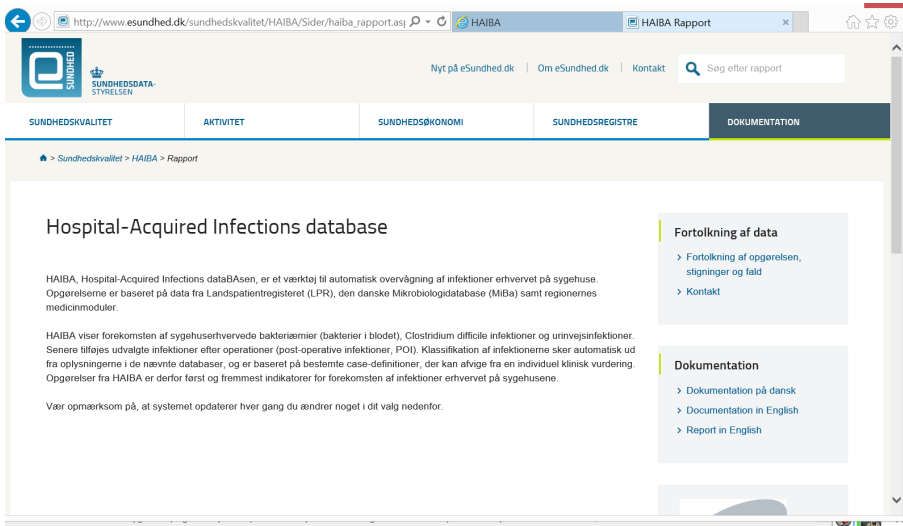 http://www.esundhed.dk/sundhedskvalitet/HAIBA/Sider/haiba_rapport.asp
HAIBA
HAIBA Rapport
SUNDHED
SUNDHEDSDATA-
STYRELSEN
Nyt på eSundhed.dk | Om eSundhed.dk | Kontakt
Søg efter rapport
SUNDHEDSKVALITET
AKTIVITET
SUNDHEDSØKONOMI
SUNDHEDSREGISTRE
DOKUMENTATION
> Sundhedskvalitet > HAIBA > Rapport
Hospital-Acquired Infections database
HAIBA, Hospital-Acquired Infections dataBAsen, er et værktøj til automatisk overvågning af infektioner erhvervet på sygehuse.
Opgørelserne er baseret på data fra Landspatientregisteret (LPR), den danske Mikrobiologidatabase (MiBa) samt regionernes
medicinmoduler.
HAIBA viser forekomsten af sygehuserhvervede bakteriæmier (bakterier i blodet), Clostridium difficile infektioner og urinvejsinfektioner.
Senere tilføjes udvalgte infektioner efter operationer (post-operative infektioner, POI). Klassifikation af infektionerne sker automatisk ud
fra oplysningerne i de nævnte databaser, og er baseret på bestemte case-definitioner, der kan afvige fra en individuel klinisk vurdering.
Opgørelser fra HAIBA er derfor først og fremmest indikatorer for forekomsten af infektioner erhvervet på sygehusene.
Vær opmærksom på, at systemet opdaterer hver gang du ændrer noget i dit valg nedenfor.
Fortolkning af data
> Fortolkning af opgørelsen,
stigninger og fald
> Kontakt
Dokumentation
> Dokumentation på dansk
> Documentation in English
> Report in English